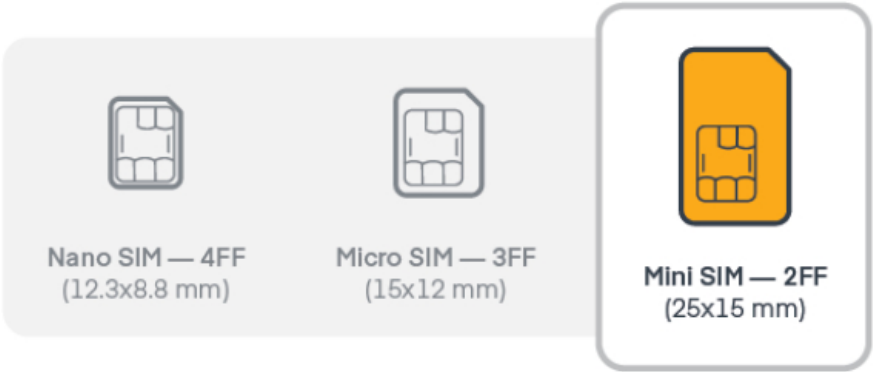 Nano SIM — 4FF
(12.3x8.8 mm)
Micro SIM — 3FF
(15x12 mm)
Mini SIM — 2FF
(25x15 mm)